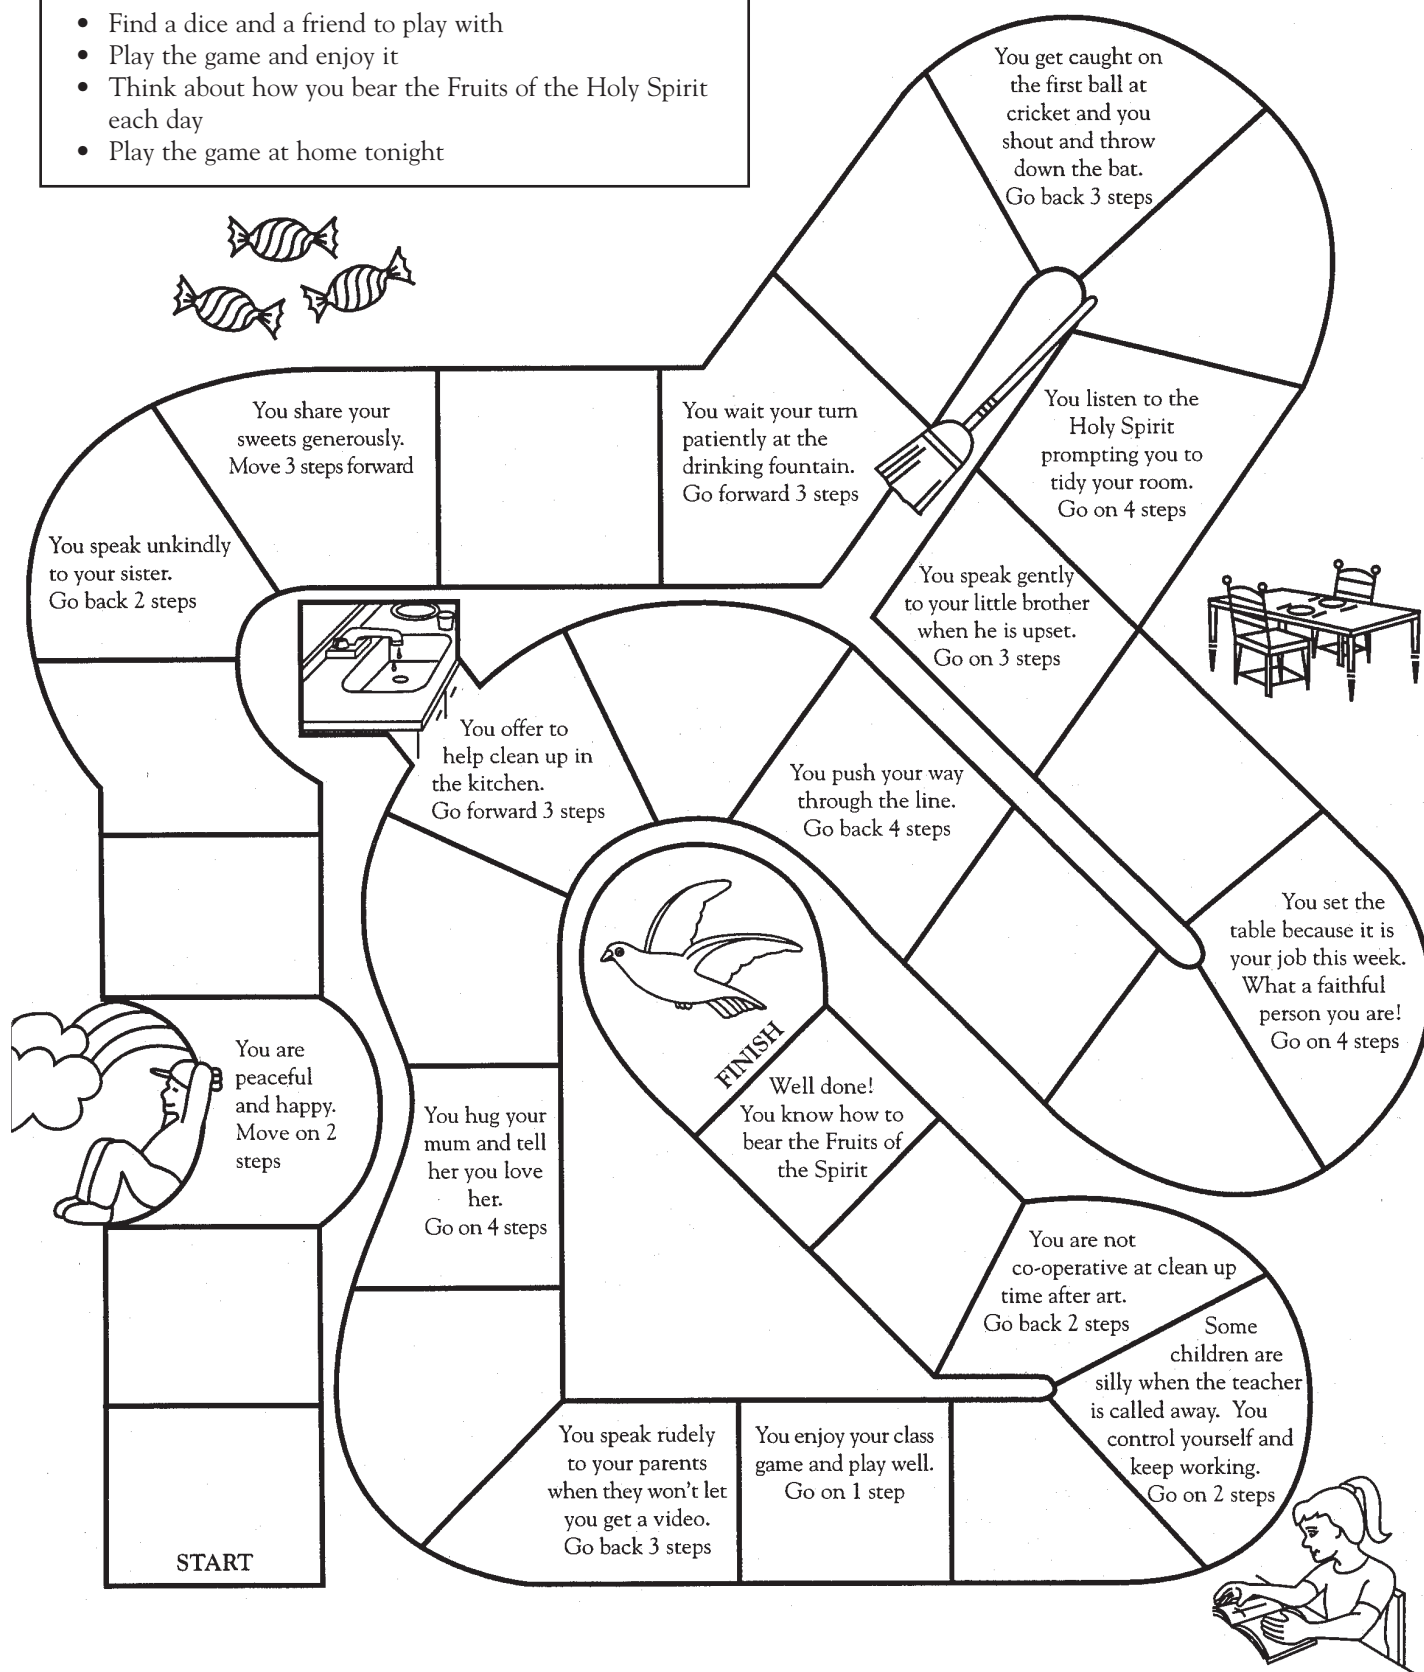 • Find a dice and a friend to play with
• Play the game and enjoy it
• Think about how you bear the Fruits of the Holy Spirit
each day
• Play the game at home tonight
You get caught on
the first ball at
cricket and you
shout and throw
down the bat.
Go back 3 steps
You share your
sweets generously.
Move 3 steps forward
You wait your turn
patiently at the
drinking fountain.
Go forward 3 steps
You listen to the
Holy Spirit
prompting you to
tidy your room.
Go on 4 steps
You speak unkindly
to your sister.
Go back 2 steps
You speak gently
to your little brother
when he is upset.
Go on 3 steps
You offer to
help clean up in
the kitchen.
Go forward 3 steps
You push your way
through the line.
Go back 4 steps
You set the
table because it is
your job this week.
What a faithful
person you are!
Go on 4 steps
You are
peaceful
and happy.
Move on 2
steps
FINISH
Well done!
You know how to
bear the Fruits of
the Spirit
You hug your
mum and tell
her you love
her.
Go on 4 steps
You are not
co-operative at clean up
time after art.
Go back 2 steps
Some
children are
silly when the teacher
is called away. You
control yourself and
keep working.
Go on 2 steps
You speak rudely
to your parents
when they won't let
you get a video.
Go back 3 steps
You enjoy your class
game and play well.
Go on 1 step
START